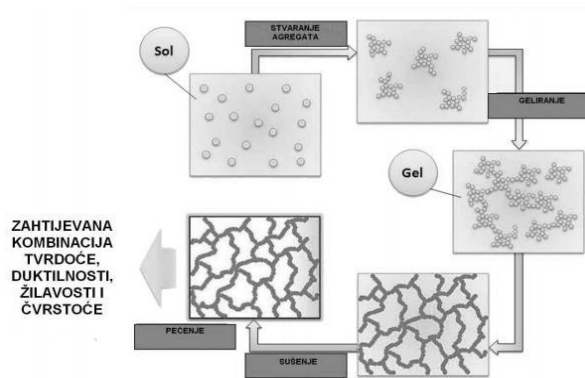 STVARANJE
AGREGATA
Sol
GELIRANJE
Gel
ZAHTIJEVANA
KOMBINACIJA
TVRDOĆE,
DUKTILNOSTI,
ŽILAVOSTI I
ČVRSTOĆE
PEČENJE
SUŠENJE